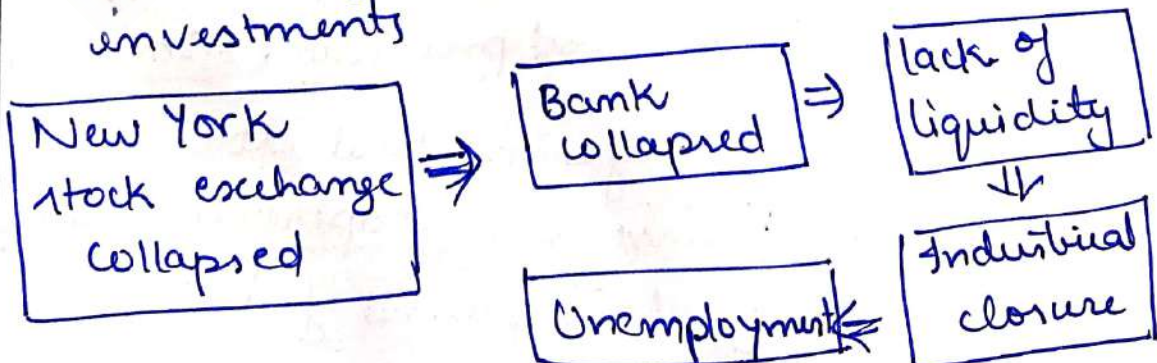 investments
New York
stock exchange
collapsed
Bank
collapsed
lack of
liquidity
Industrial
closure
Unemployment